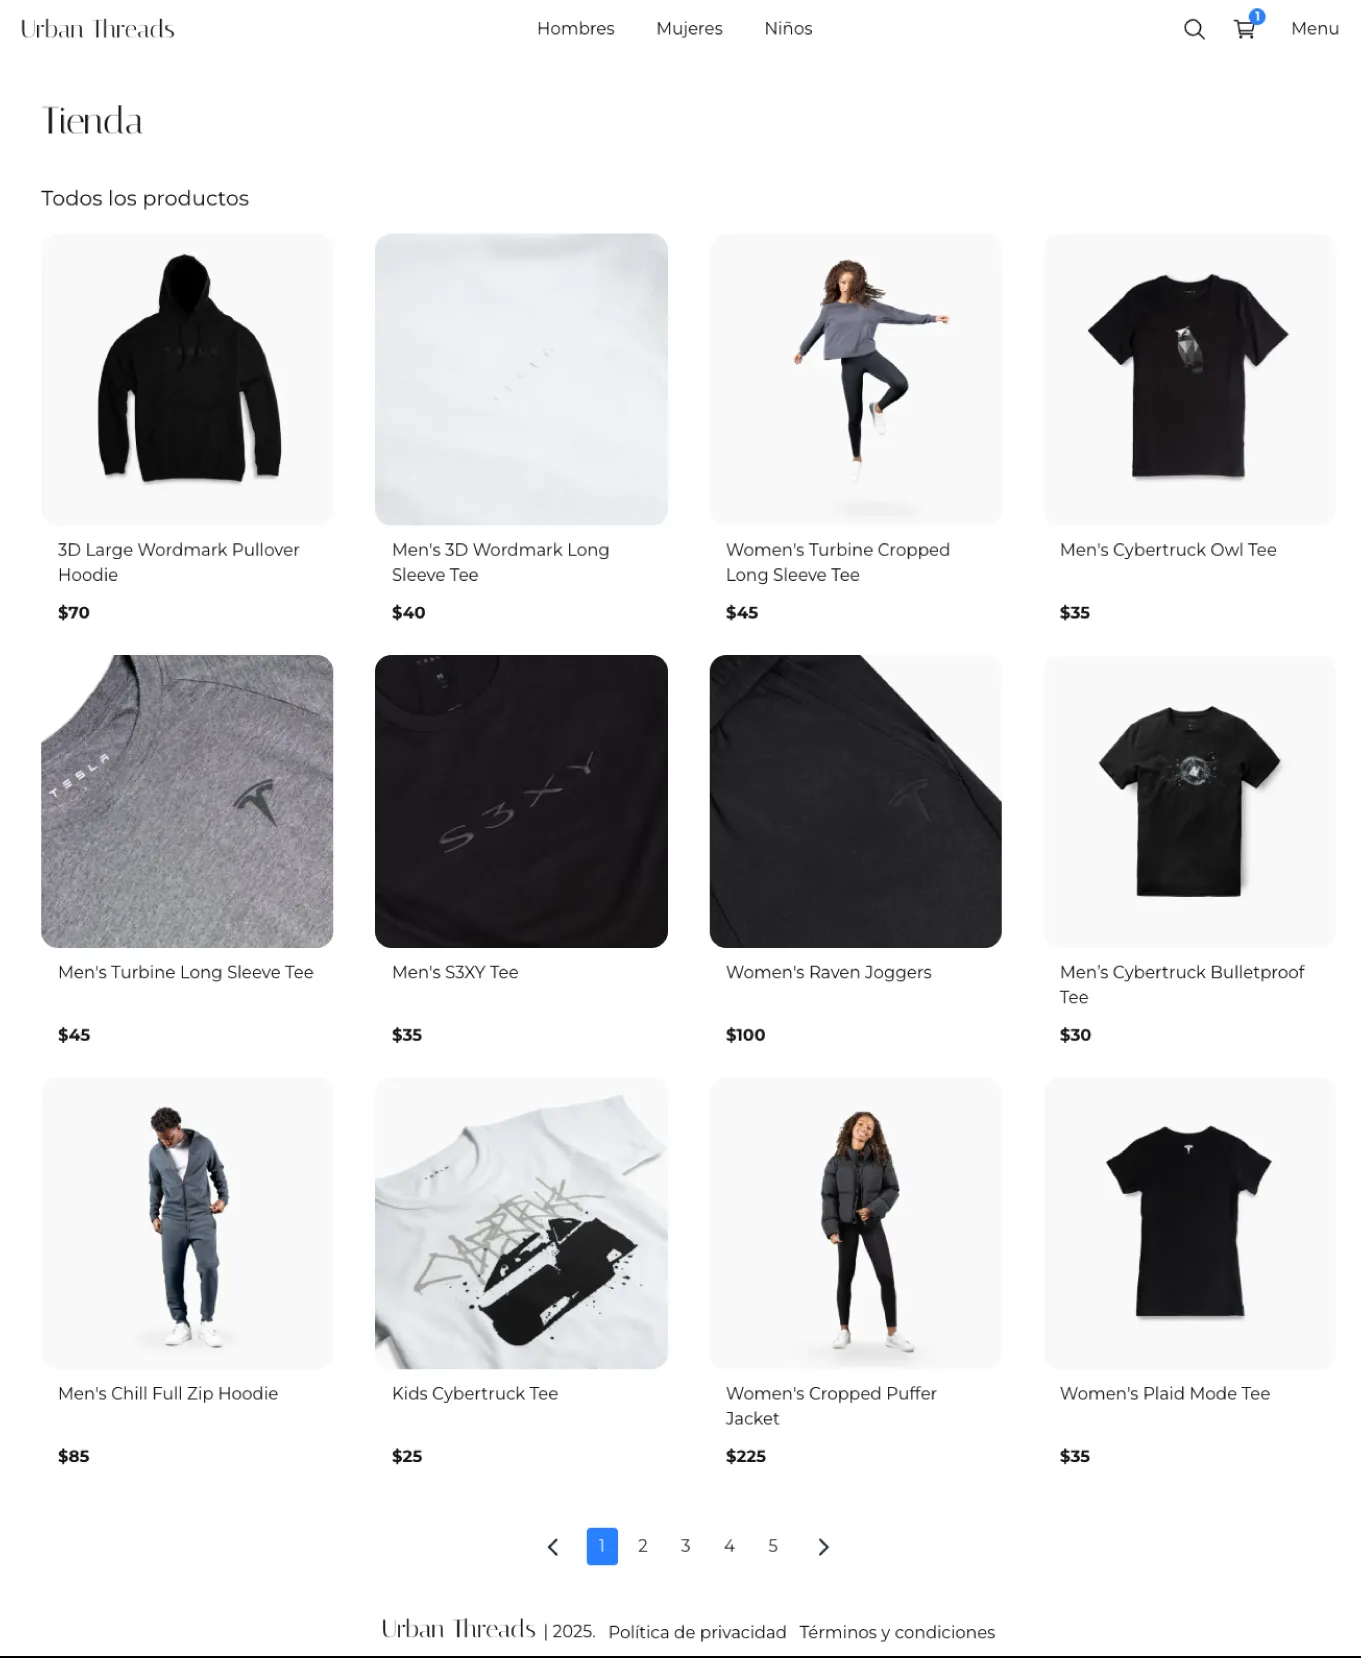 Urban Threads
Hombres Mujeres Niños
1
Menu
Tienda
Todos los productos
TESLA
3D Large Wordmark Pullover
Hoodie
$70
Men's 3D Wordmark Long
Sleeve Tee
$40
Women's Turbine Cropped
Long Sleeve Tee
$45
Men's Cybertruck Owl Tee
$35
TESLA
Men's Turbine Long Sleeve Tee
$45
TESLA
M
S3XY
Men's S3XY Tee
$35
Women's Raven Joggers
$100
Men’s Cybertruck Bulletproof
Tee
$30
Men's Chill Full Zip Hoodie
$85
TESLA
CYBERTRUCK
Kids Cybertruck Tee
$25
Women's Cropped Puffer
Jacket
$225
Women's Plaid Mode Tee
$35
1 2 3 4 5
Urban Threads | 2025. Política de privacidad Términos y condiciones